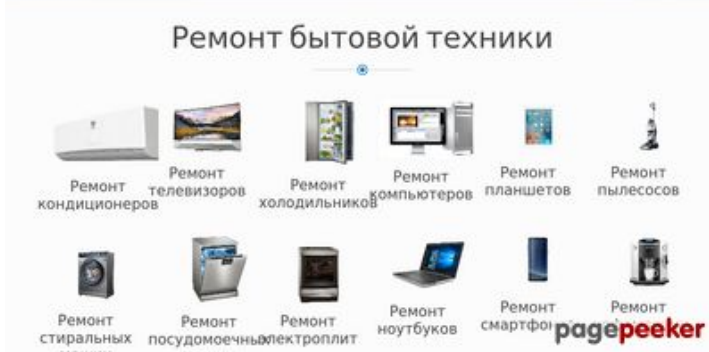 Ремонт бытовой техники
Ремонт
кондиционеров
Ремонт
телевизоров
Ремонт
холодильников
Ремонт
компьютеров
Ремонт
планшетов
Ремонт
пылесосов
Ремонт
стиральных
Ремонт
посудомоечных
Ремонт
электроплит
Ремонт
ноутбуков
Ремонт
Ремонт
pagepeeker